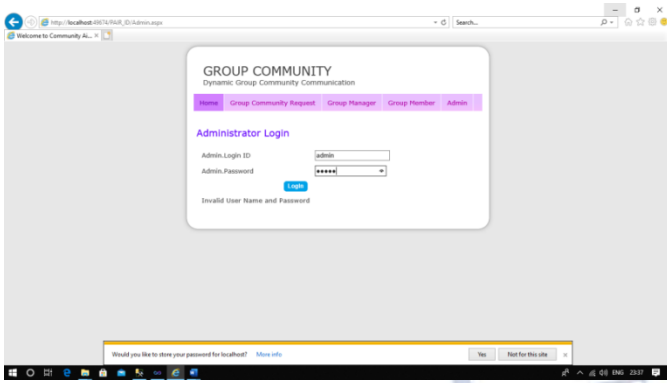 http://localhost:49674/PAIR_ID/Admin.aspx
Search...
Welcome to Community Ai...
GROUP COMMUNITY
Dynamic Group Community Communication
Home Group Community Request Group Manager Group Member Admin
Administrator Login
Admin.Login ID admin
Admin.Password •••••
Login
Invalid User Name and Password
Would you like to store your password for localhost? More info Yes Not for this site
ENG 23:37